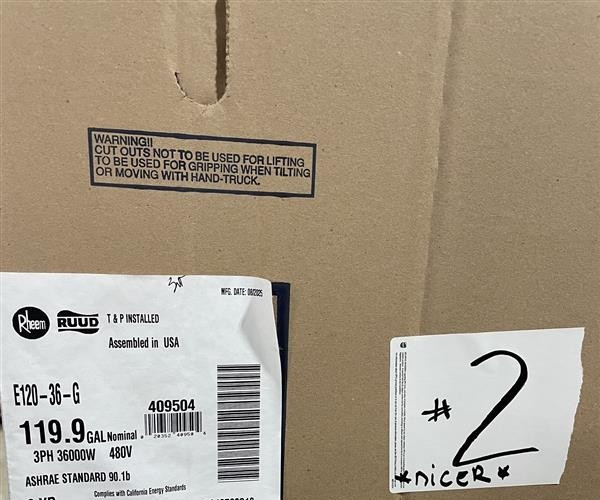 WARNING!!
CUT OUTS NOT TO BE USED FOR LIFTING
TO BE USED FOR GRIPPING WHEN TILTING
OR MOVING WITH HAND-TRUCK.
MFG. DATE: 08/2025
Rheem RUUD T & P INSTALLED
Assembled in USA
E120-36-G
409504
119.9 GAL Nominal
3PH 36000W 480V
ASHRAE STANDARD 90.1b
Complies with California Energy Standards
#2
*NICER*